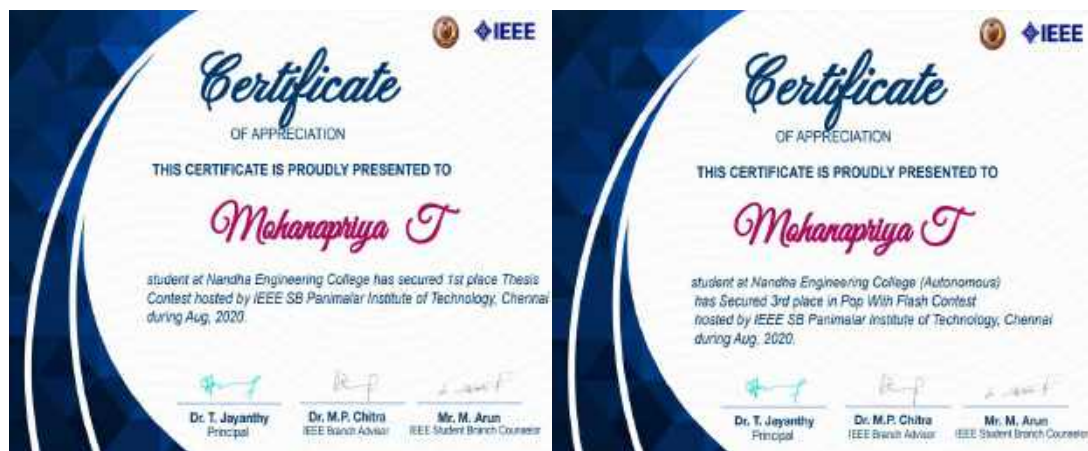 IEEE
Certificate
OF APPRECIATION
THIS CERTIFICATE IS PROUDLY PRESENTED TO
Mohanapriya T
student at Nandha Engineering College has secured 1st place Thesis
Contest hosted by IEEE SB Panimalar Institute of Technology, Chennai
during Aug, 2020.
Dr. T. Jayanthy
Principal
Dr. M.P. Chitra
IEEE Branch Advisor
Mr. M. Arun
IEEE Student Branch Counselor
IEEE
Certificate
OF APPRECIATION
THIS CERTIFICATE IS PROUDLY PRESENTED TO
Mohanapriya T
student at Nandha Engineering College (Autonomous)
has Secured 3rd place in Pop With Flash Contest
hosted by IEEE SB Panimalar Institute of Technology, Chennai
during Aug, 2020.
Dr. T. Jayanthy
Principal
Dr. M.P. Chitra
IEEE Branch Advisor
Mr. M. Arun
IEEE Student Branch Counselor